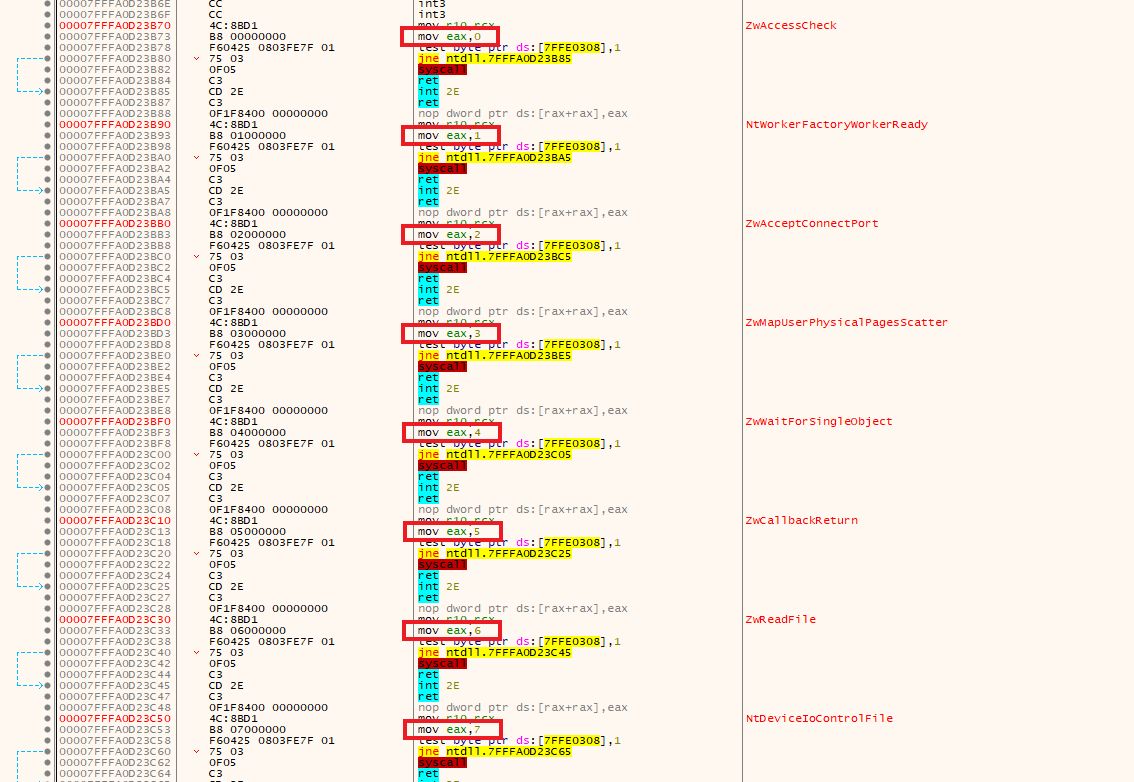 00007FFFA0D23B6E CC int3
00007FFFA0D23B6F CC int3
00007FFFA0D23B70 4C:8BD1 mov r10,rcx ZwAccessCheck
00007FFFA0D23B73 B8 00000000 mov eax,0
00007FFFA0D23B78 F60425 0803FE7F 01 test byte ptr ds:[7FFE0308],1
00007FFFA0D23B80 75 03 jne ntdll.7FFFA0D23B85
00007FFFA0D23B82 0F05 syscall
00007FFFA0D23B84 C3 ret
00007FFFA0D23B85 CD 2E int 2E
00007FFFA0D23B87 C3 ret
00007FFFA0D23B88 0F1F8400 00000000 nop dword ptr ds:[rax+rax],eax
00007FFFA0D23B90 4C:8BD1 mov r10,rcx NtWorkerFactoryWorkerReady
00007FFFA0D23B93 B8 01000000 mov eax,1
00007FFFA0D23B98 F60425 0803FE7F 01 test byte ptr ds:[7FFE0308],1
00007FFFA0D23BA0 75 03 jne ntdll.7FFFA0D23BA5
00007FFFA0D23BA2 0F05 syscall
00007FFFA0D23BA4 C3 ret
00007FFFA0D23BA5 CD 2E int 2E
00007FFFA0D23BA7 C3 ret
00007FFFA0D23BA8 0F1F8400 00000000 nop dword ptr ds:[rax+rax],eax
00007FFFA0D23BB0 4C:8BD1 mov r10,rcx ZwAcceptConnectPort
00007FFFA0D23BB3 B8 02000000 mov eax,2
00007FFFA0D23BB8 F60425 0803FE7F 01 test byte ptr ds:[7FFE0308],1
00007FFFA0D23BC0 75 03 jne ntdll.7FFFA0D23BC5
00007FFFA0D23BC2 0F05 syscall
00007FFFA0D23BC4 C3 ret
00007FFFA0D23BC5 CD 2E int 2E
00007FFFA0D23BC7 C3 ret
00007FFFA0D23BC8 0F1F8400 00000000 nop dword ptr ds:[rax+rax],eax
00007FFFA0D23BD0 4C:8BD1 mov r10,rcx ZwMapUserPhysicalPagesScatter
00007FFFA0D23BD3 B8 03000000 mov eax,3
00007FFFA0D23BD8 F60425 0803FE7F 01 test byte ptr ds:[7FFE0308],1
00007FFFA0D23BE0 75 03 jne ntdll.7FFFA0D23BE5
00007FFFA0D23BE2 0F05 syscall
00007FFFA0D23BE4 C3 ret
00007FFFA0D23BE5 CD 2E int 2E
00007FFFA0D23BE7 C3 ret
00007FFFA0D23BE8 0F1F8400 00000000 nop dword ptr ds:[rax+rax],eax
00007FFFA0D23BF0 4C:8BD1 mov r10,rcx ZwWaitForSingleObject
00007FFFA0D23BF3 B8 04000000 mov eax,4
00007FFFA0D23BF8 F60425 0803FE7F 01 test byte ptr ds:[7FFE0308],1
00007FFFA0D23C00 75 03 jne ntdll.7FFFA0D23C05
00007FFFA0D23C02 0F05 syscall
00007FFFA0D23C04 C3 ret
00007FFFA0D23C05 CD 2E int 2E
00007FFFA0D23C07 C3 ret
00007FFFA0D23C08 0F1F8400 00000000 nop dword ptr ds:[rax+rax],eax
00007FFFA0D23C10 4C:8BD1 mov r10,rcx ZwCallbackReturn
00007FFFA0D23C13 B8 05000000 mov eax,5
00007FFFA0D23C18 F60425 0803FE7F 01 test byte ptr ds:[7FFE0308],1
00007FFFA0D23C20 75 03 jne ntdll.7FFFA0D23C25
00007FFFA0D23C22 0F05 syscall
00007FFFA0D23C24 C3 ret
00007FFFA0D23C25 CD 2E int 2E
00007FFFA0D23C27 C3 ret
00007FFFA0D23C28 0F1F8400 00000000 nop dword ptr ds:[rax+rax],eax
00007FFFA0D23C30 4C:8BD1 mov r10,rcx ZwReadFile
00007FFFA0D23C33 B8 06000000 mov eax,6
00007FFFA0D23C38 F60425 0803FE7F 01 test byte ptr ds:[7FFE0308],1
00007FFFA0D23C40 75 03 jne ntdll.7FFFA0D23C45
00007FFFA0D23C42 0F05 syscall
00007FFFA0D23C44 C3 ret
00007FFFA0D23C45 CD 2E int 2E
00007FFFA0D23C47 C3 ret
00007FFFA0D23C48 0F1F8400 00000000 nop dword ptr ds:[rax+rax],eax
00007FFFA0D23C50 4C:8BD1 mov r10,rcx NtDeviceIoControlFile
00007FFFA0D23C53 B8 07000000 mov eax,7
00007FFFA0D23C58 F60425 0803FE7F 01 test byte ptr ds:[7FFE0308],1
00007FFFA0D23C60 75 03 jne ntdll.7FFFA0D23C65
00007FFFA0D23C62 0F05 syscall
00007FFFA0D23C64 C3 ret